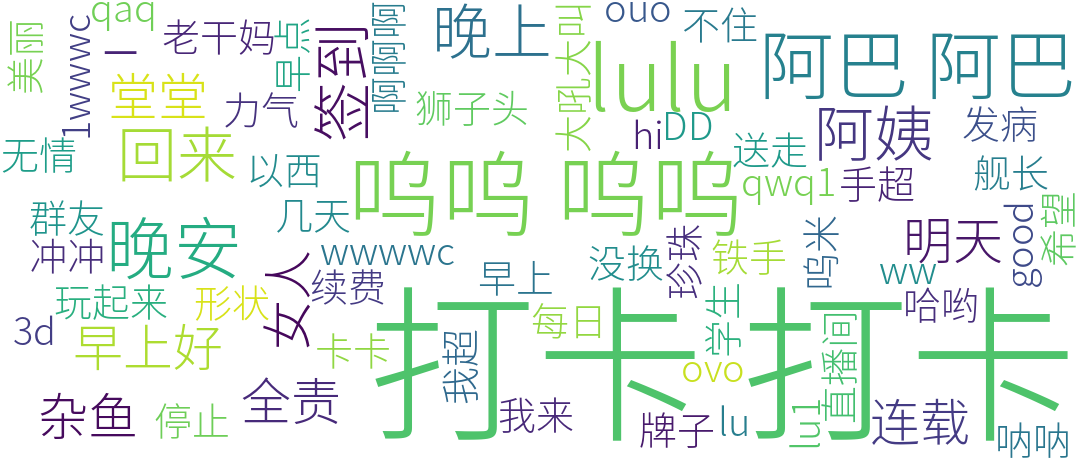 qaq
ouo
不住
老干妈
晚上
阿巴 阿巴
美丽
1wwwc
一
早点
签到
啊啊啊
大吼大叫
lulu
堂堂
力气
狮子头
hi
DD
阿姨
发病
无情
回来
以西
呜呜 呜呜
送走
qwq1
手超
舰长
群友
几天
冲冲
晚安
女人
wwwwc
没换
珍珠
铁手
呜米
明天
good
希望
续费
早上
ww
玩起来
形状
每日
学生
哈哟
3d
早上好
卡卡
我超
打卡打卡
ovo
直播间
杂鱼
停止
全责
我来
牌子
lu
lu1
连载
呐呐